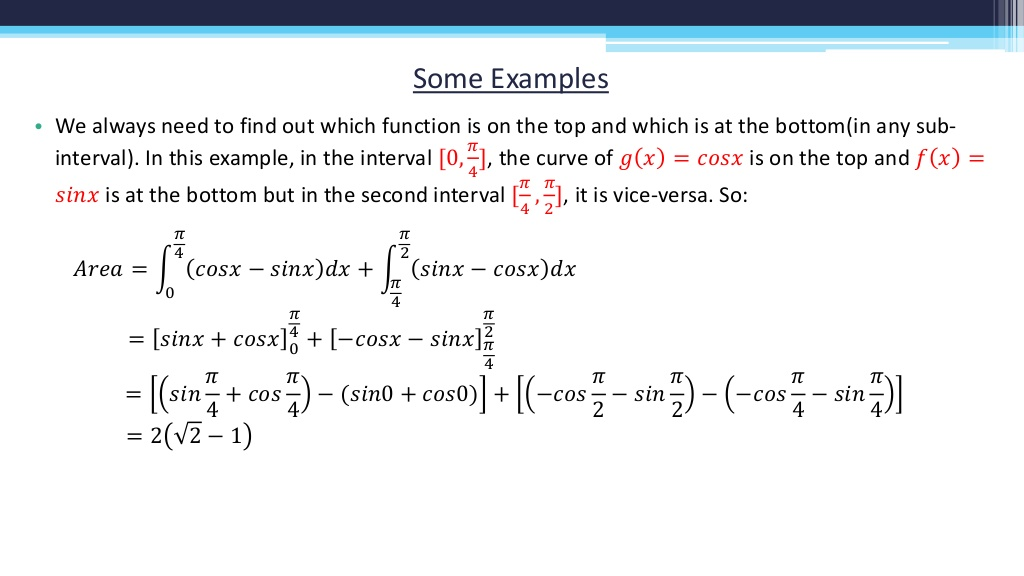 Some Examples
• We always need to find out which function is on the top and which is at the bottom(in any sub-
interval). In this example, in the interval [0, π/4], the curve of g(x) = cosx is on the top and f(x) =
sinx is at the bottom but in the second interval [π/4, π/2], it is vice-versa. So:
Area = ∫₀^(π/4) (cosx − sinx)dx + ∫_(π/4)^(π/2) (sinx − cosx)dx
= [sinx + cosx]₀^(π/4) + [−cosx − sinx]_(π/4)^(π/2)
= [(sin π/4 + cos π/4) − (sin0 + cos0)] + [(−cos π/2 − sin π/2) − (−cos π/4 − sin π/4)]
= 2(√2 − 1)